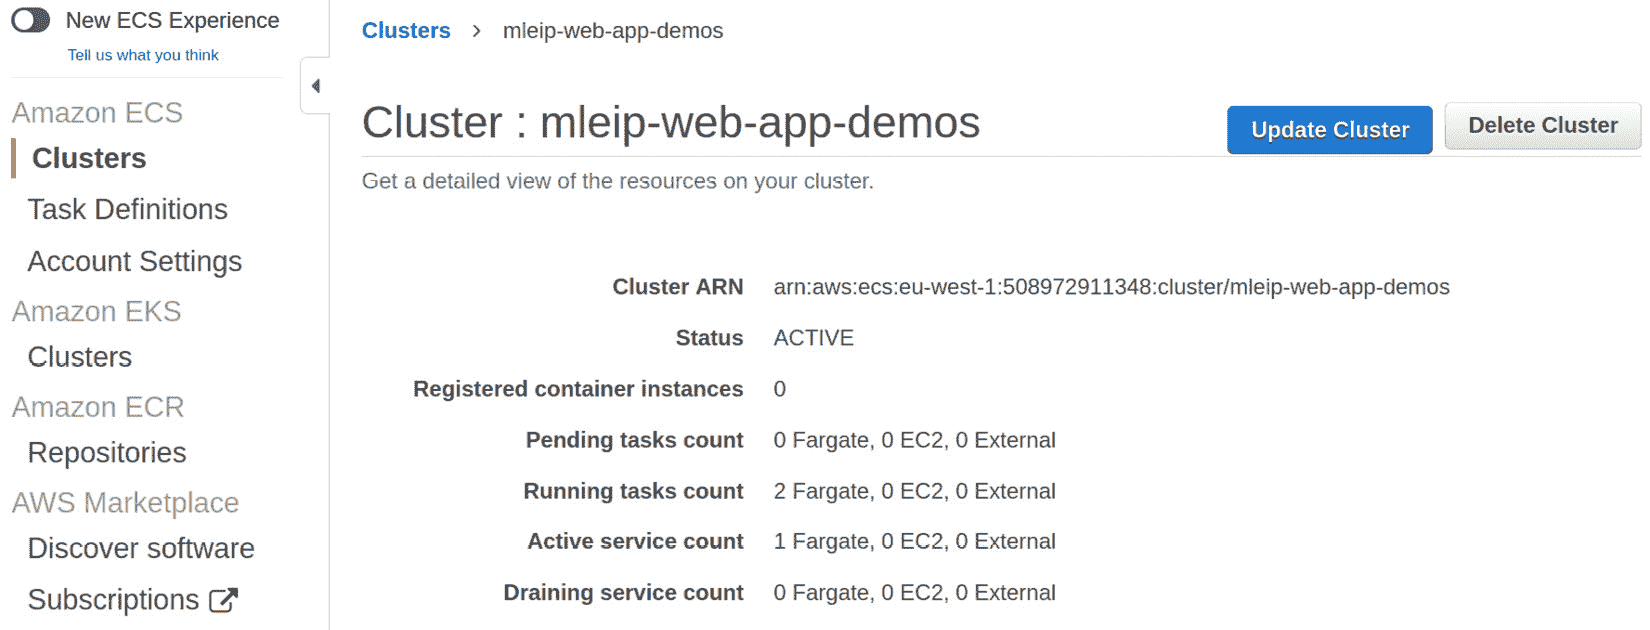 New ECS Experience
Tell us what you think
Amazon ECS
Clusters
Task Definitions
Account Settings
Amazon EKS
Clusters
Amazon ECR
Repositories
AWS Marketplace
Discover software
Subscriptions
Clusters > mleip-web-app-demos
Cluster : mleip-web-app-demos
Update Cluster
Delete Cluster
Get a detailed view of the resources on your cluster.
Cluster ARN arn:aws:ecs:eu-west-1:508972911348:cluster/mleip-web-app-demos
Status ACTIVE
Registered container instances 0
Pending tasks count 0 Fargate, 0 EC2, 0 External
Running tasks count 2 Fargate, 0 EC2, 0 External
Active service count 1 Fargate, 0 EC2, 0 External
Draining service count 0 Fargate, 0 EC2, 0 External